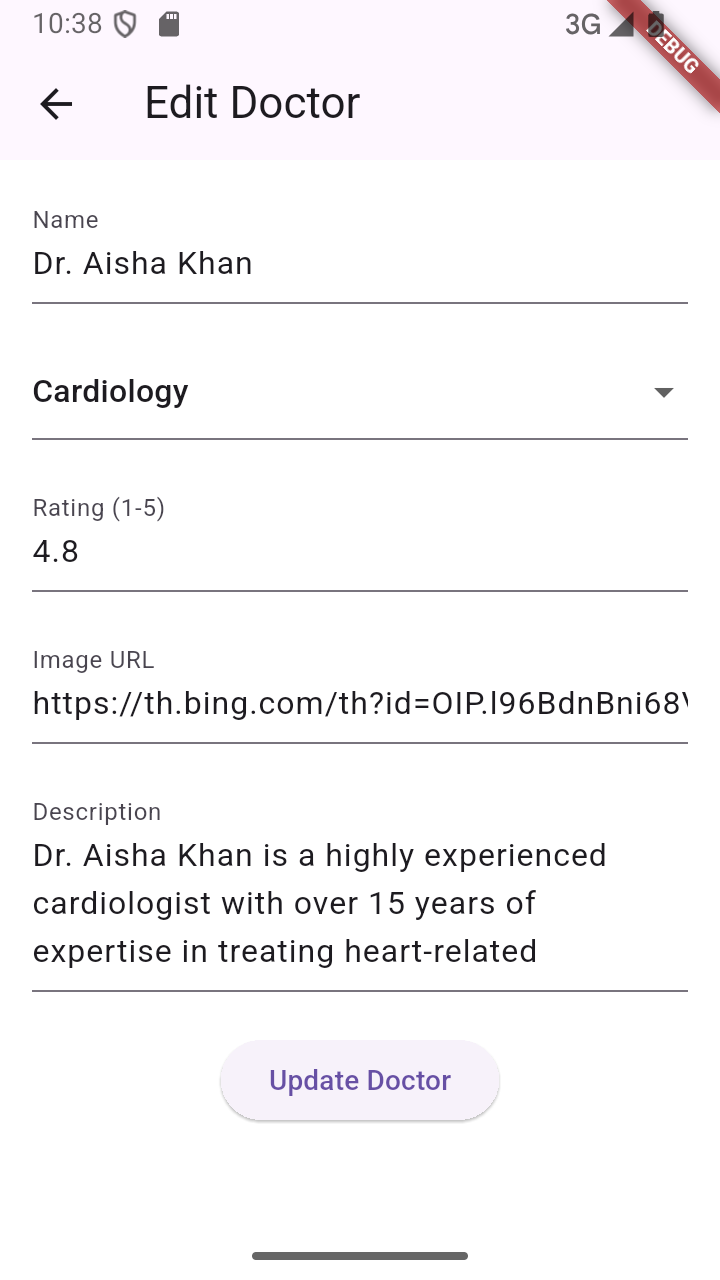 10:38
3G
DEBUG
Edit Doctor
Name
Dr. Aisha Khan
Cardiology
Rating (1-5)
4.8
Image URL
https://th.bing.com/th?id=OIP.l96BdnBni68
Description
Dr. Aisha Khan is a highly experienced
cardiologist with over 15 years of
expertise in treating heart-related
Update Doctor